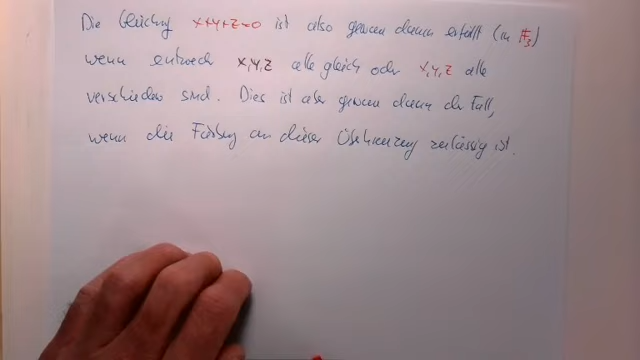 Die Gleichung x+y+z=0 ist also genau dann erfüllt (in F₃)
wenn entweder x,y,z alle gleich oder x,y,z alle
verschieden sind. Dies ist aber genau dann der Fall,
wenn die Färbung an dieser Überkreuzung zulässig ist.